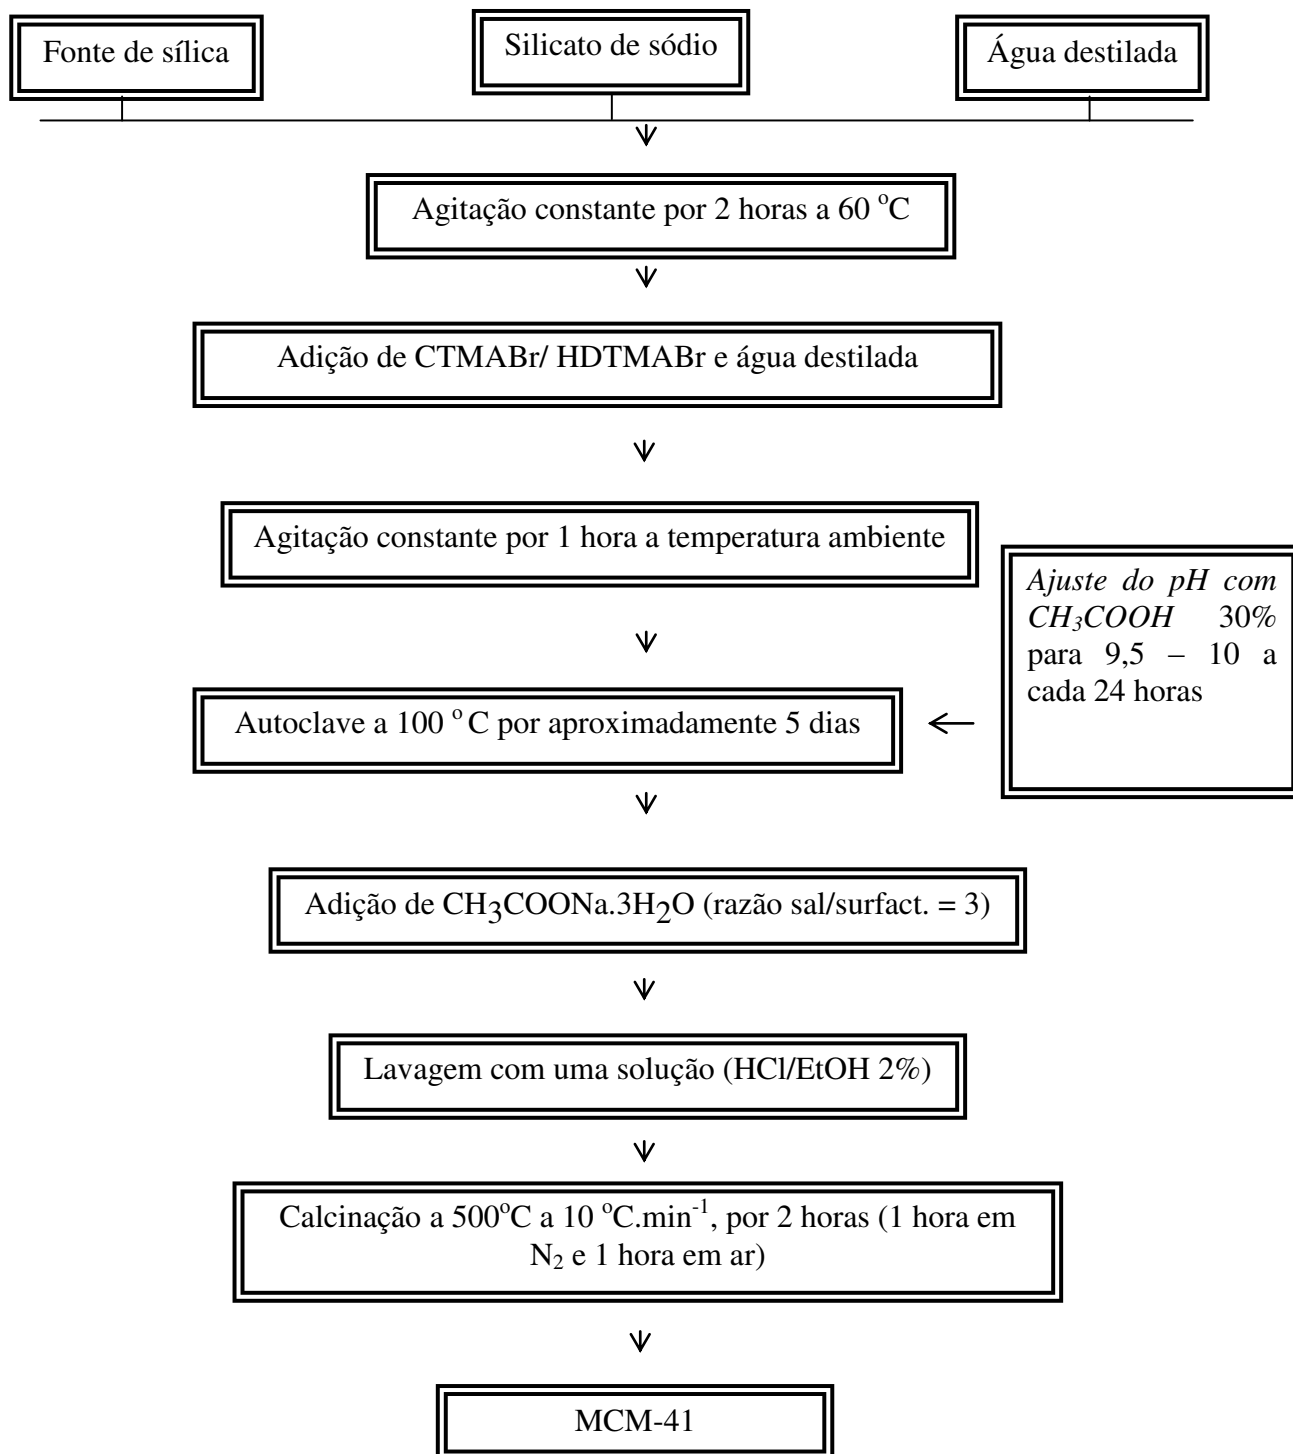 Fonte de sílica
Silicato de sódio
Água destilada
Agitação constante por 2 horas a 60 °C
Adição de CTMABr/ HDTMABr e água destilada
Agitação constante por 1 hora a temperatura ambiente
Ajuste do pH com
CH₃COOH 30%
para 9,5 – 10 a
cada 24 horas
Autoclave a 100 ° C por aproximadamente 5 dias
Adição de CH₃COONa.3H₂O (razão sal/surfact. = 3)
Lavagem com uma solução (HCl/EtOH 2%)
Calcinação a 500°C a 10 °C.min⁻¹, por 2 horas (1 hora em
N₂ e 1 hora em ar)
MCM-41